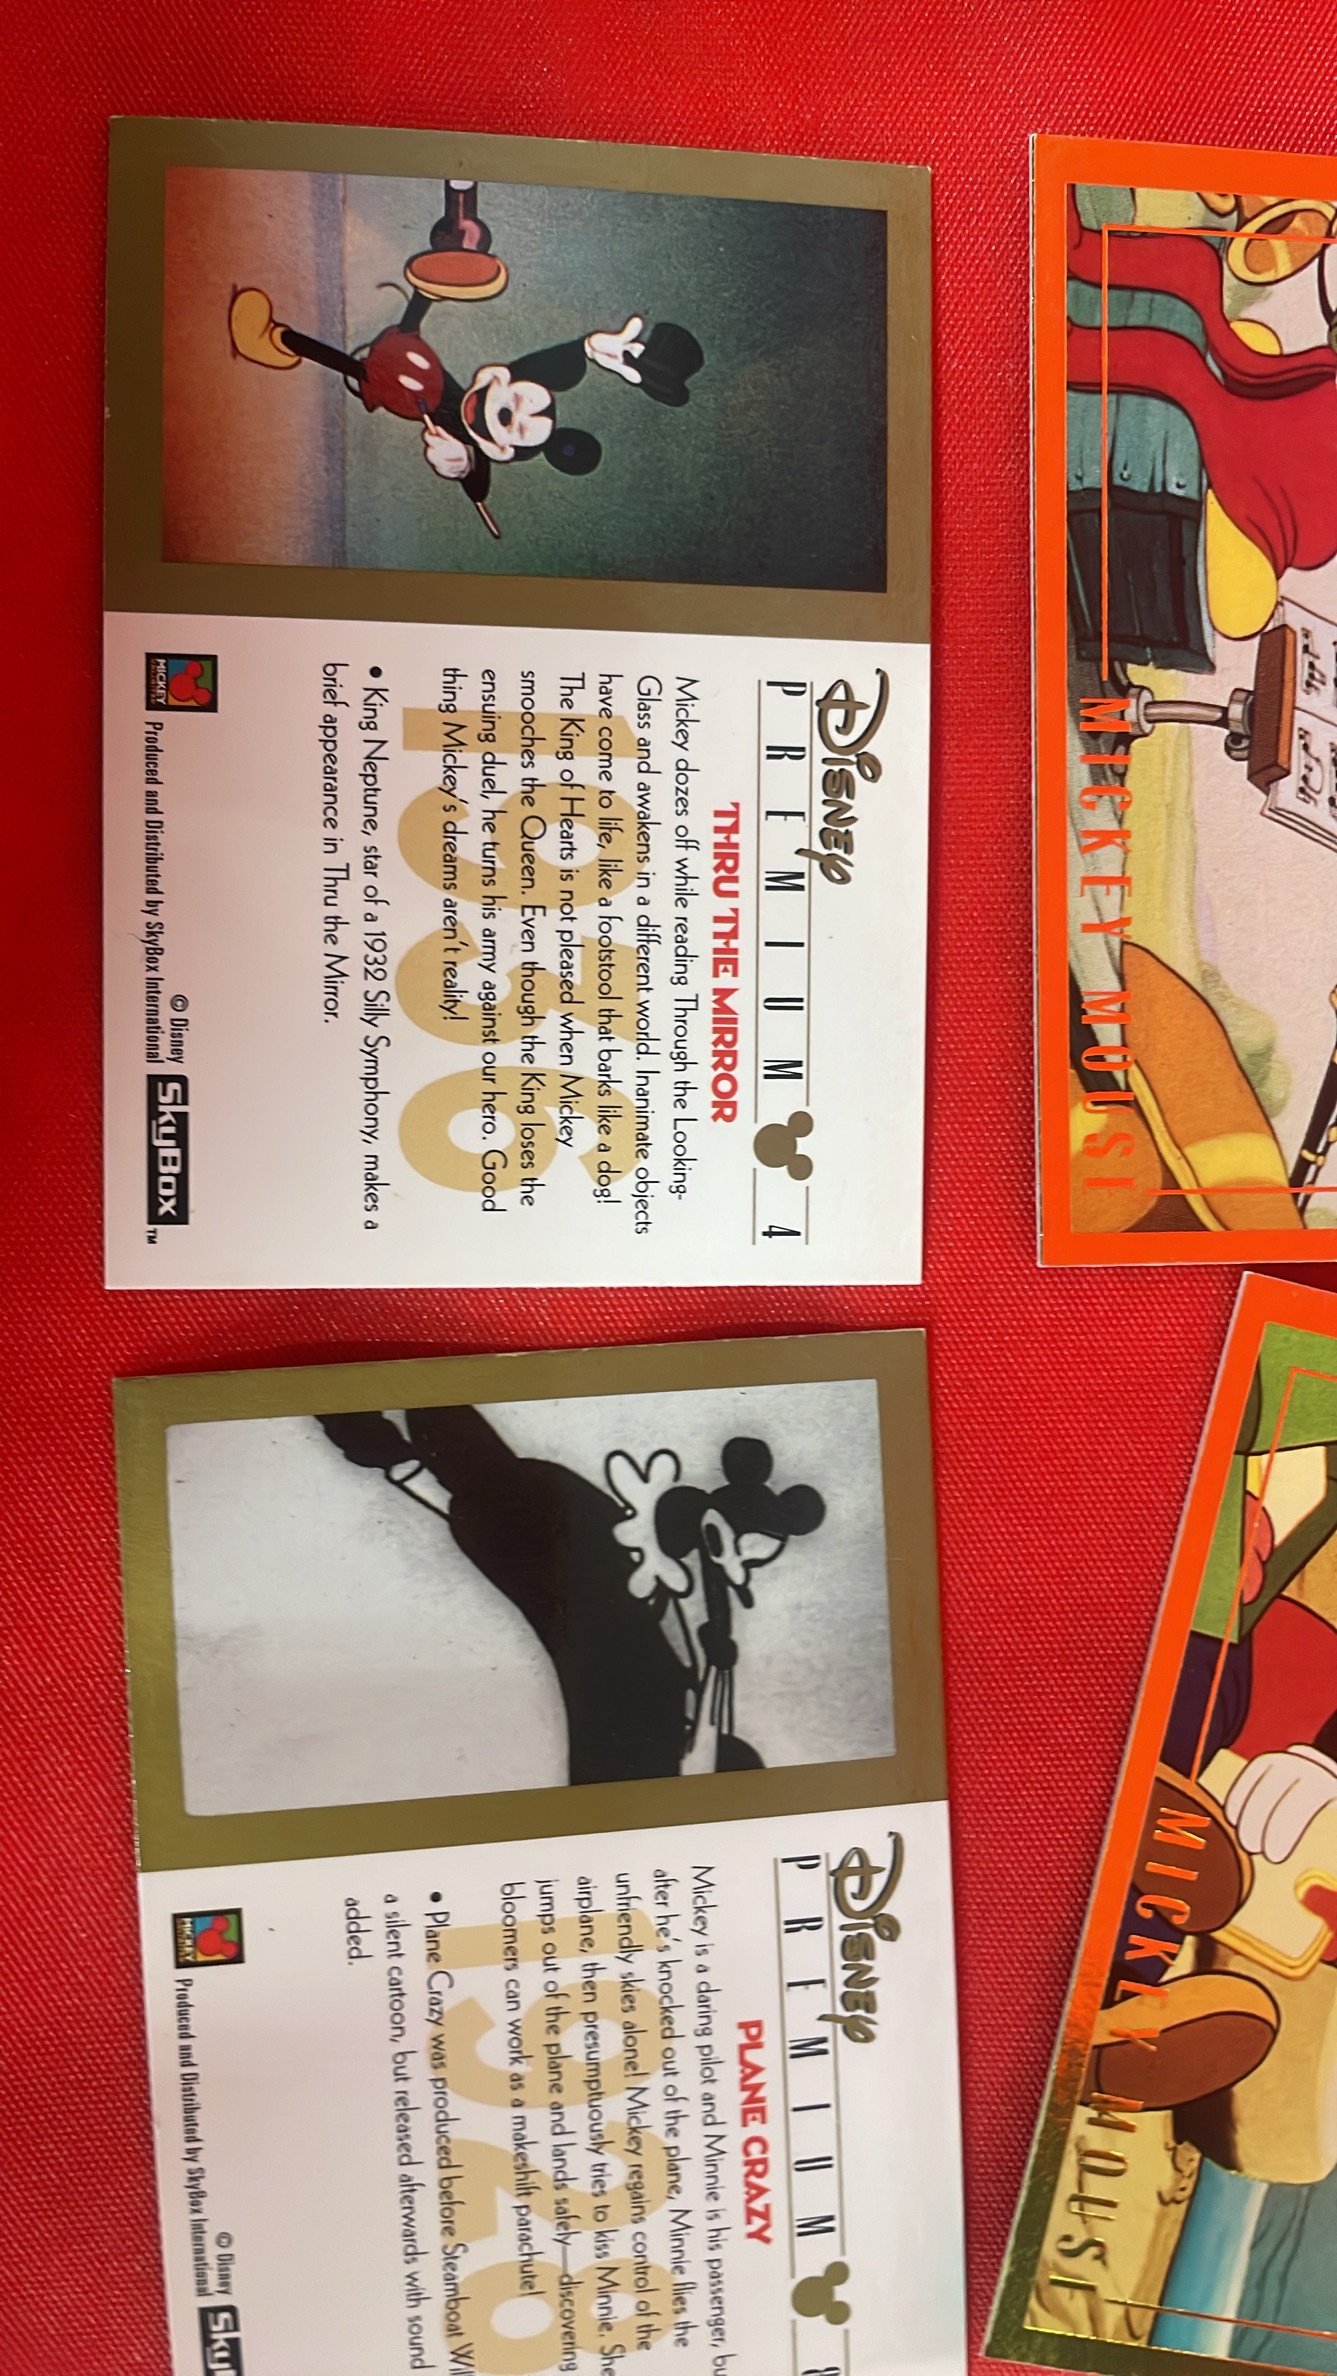 Disney
PREMIUM 4
THRU THE MIRROR
1936
Mickey dozes off while reading Through the Looking-
Glass and awakens in a different world. Inanimate objects
have come to life, like a footstool that barks like a dog!
The King of Hearts is not pleased when Mickey
smooches the Queen. Even though the King loses the
ensuing duel, he turns his army against our hero. Good
thing Mickey's dreams aren't reality!
• King Neptune, star of a 1932 Silly Symphony, makes a
brief appearance in Thru the Mirror.
© Disney
MICKEY
Produced and Distributed by SkyBox International SkyBox™
Disney
PREMIUM
PLANE CRAZY
1928
Mickey is a daring pilot and Minnie is his passenger, bu
after he's knocked out of the plane, Minnie flies the
unfriendly skies alone! Mickey regains control of the
airplane, then presumptuously tries to kiss Minnie. She
jumps out of the plane and lands safely—discovering
bloomers can work as a makeshift parachute!
• Plane Crazy was produced before Steamboat Wil
a silent cartoon, but released afterwards with sound
added.
© Disney
MICKEY
Produced and Distributed by SkyBox International Sky
MICKEY MOUSE
MICKEY MOUSE